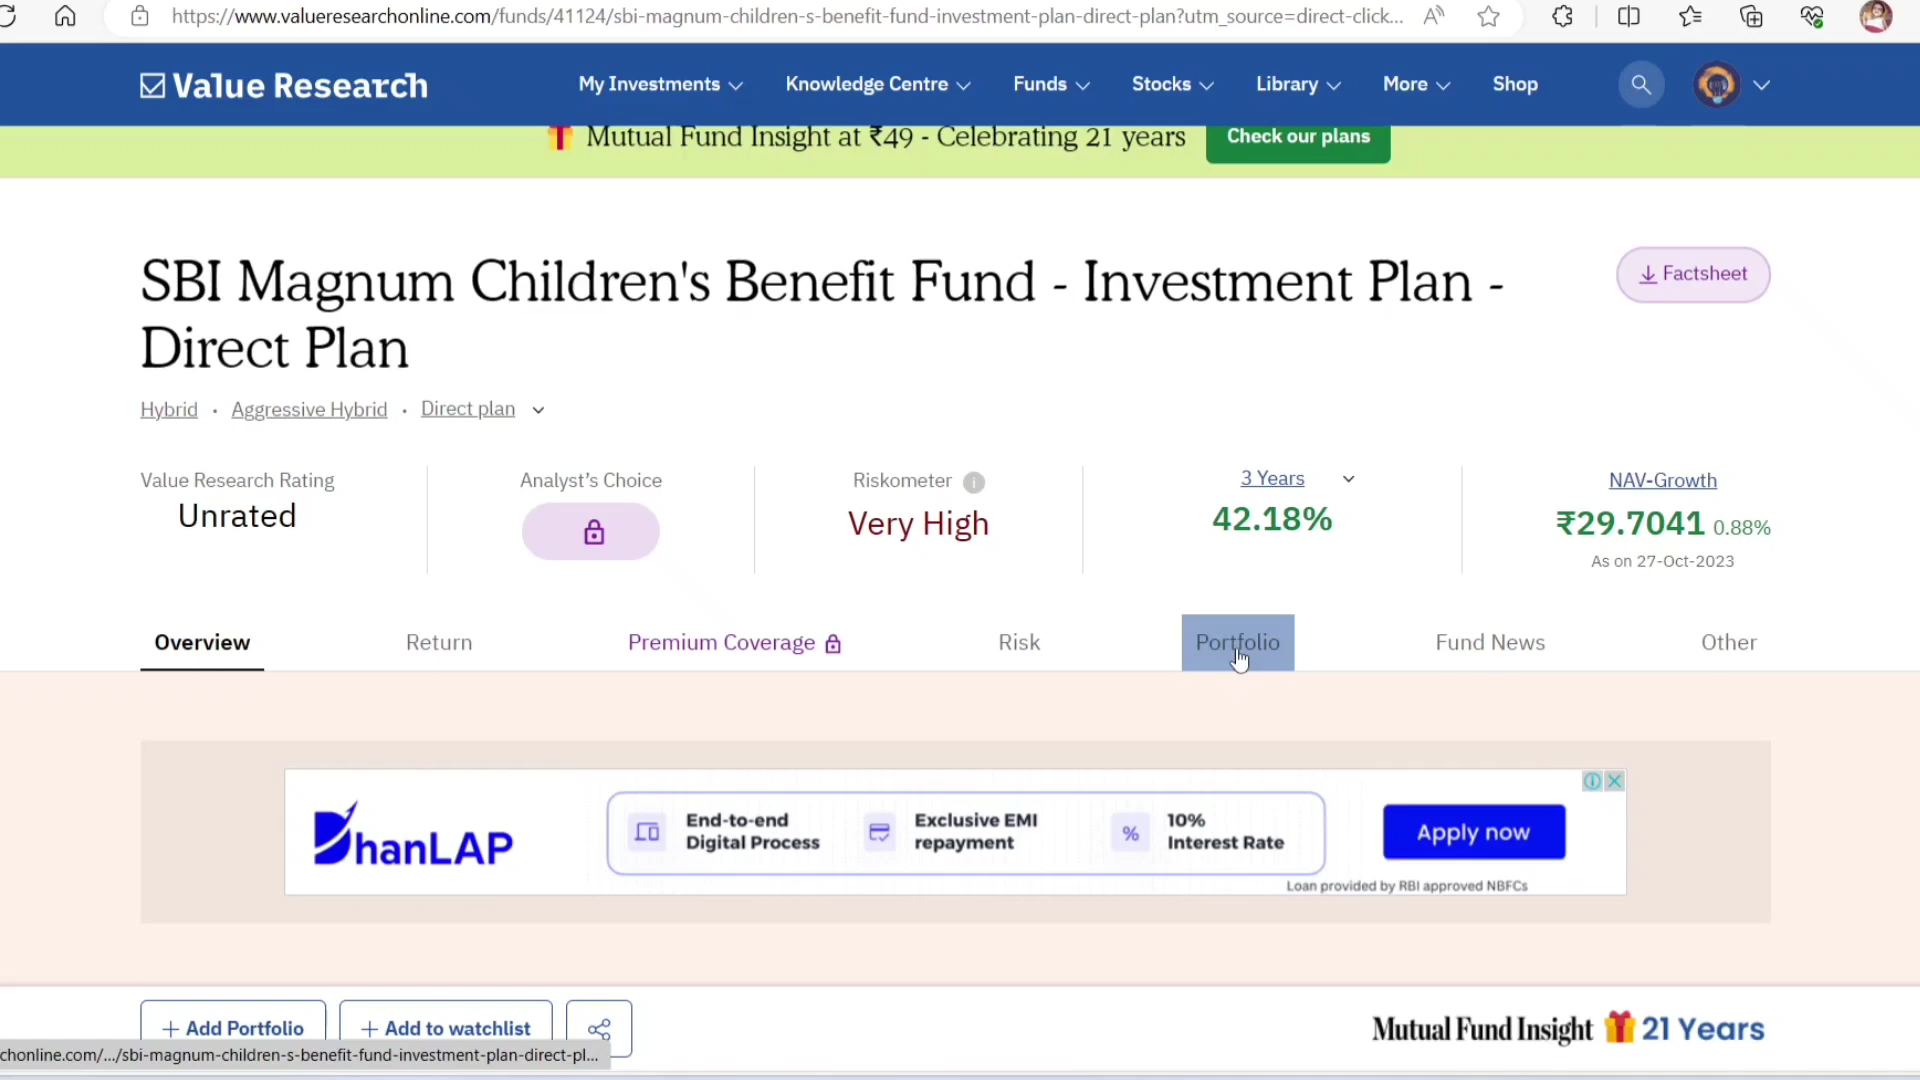 https://www.valueresearchonline.com/funds/41124/sbi-magnum-children-s-benefit-fund-investment-plan-direct-plan?utm_source=direct-click...
Value Research
My Investments
Knowledge Centre
Funds
Stocks
Library
More
Shop
Mutual Fund Insight at ₹49 - Celebrating 21 years
Check our plans
SBI Magnum Children's Benefit Fund - Investment Plan -
Direct Plan
Factsheet
Hybrid · Aggressive Hybrid · Direct plan
Value Research Rating
Unrated
Analyst's Choice
Riskometer
Very High
3 Years
42.18%
NAV-Growth
₹29.7041 0.88%
As on 27-Oct-2023
Overview
Return
Premium Coverage
Risk
Portfolio
Fund News
Other
DhanLAP
End-to-end
Digital Process
Exclusive EMI
repayment
%
10%
Interest Rate
Apply now
Loan provided by RBI approved NBFCs
+ Add Portfolio
+ Add to watchlist
Mutual Fund Insight
21 Years
chonline.com/.../sbi-magnum-children-s-benefit-fund-investment-plan-direct-pl...